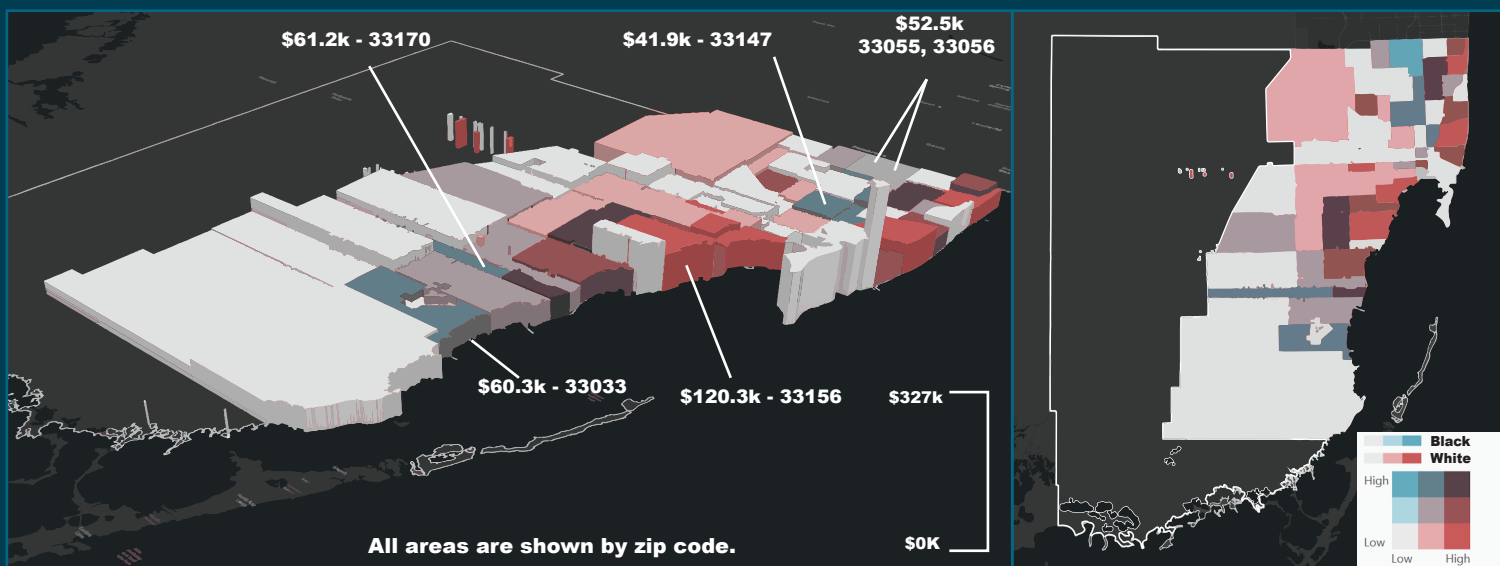 $61.2k - 33170
$41.9k - 33147
$52.5k
33055, 33056
$60.3k - 33033
$120.3k - 33156
$327k
$0K
All areas are shown by zip code.
Black
White
High
Low
Low
High